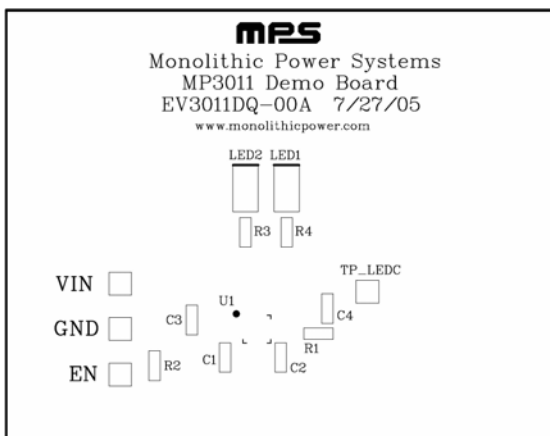 MPS
Monolithic Power Systems
MP3011 Demo Board
EV3011DQ-00A 7/27/05
www.monolithicpower.com
LED2 LED1
R3 R4
TP_LEDC
VIN
U1
C3 C4
GND
R1
C1 C2
R2
EN